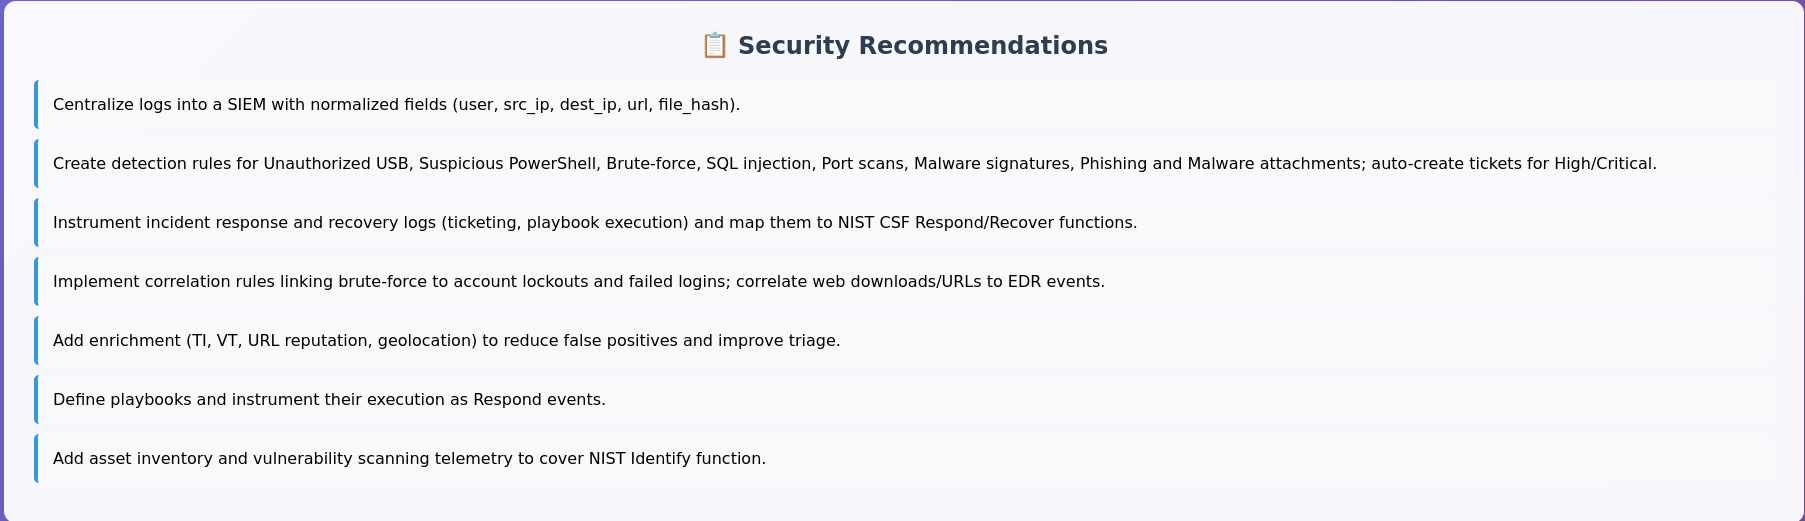 📋 Security Recommendations
Centralize logs into a SIEM with normalized fields (user, src_ip, dest_ip, url, file_hash).
Create detection rules for Unauthorized USB, Suspicious PowerShell, Brute-force, SQL injection, Port scans, Malware signatures, Phishing and Malware attachments; auto-create tickets for High/Critical.
Instrument incident response and recovery logs (ticketing, playbook execution) and map them to NIST CSF Respond/Recover functions.
Implement correlation rules linking brute-force to account lockouts and failed logins; correlate web downloads/URLs to EDR events.
Add enrichment (TI, VT, URL reputation, geolocation) to reduce false positives and improve triage.
Define playbooks and instrument their execution as Respond events.
Add asset inventory and vulnerability scanning telemetry to cover NIST Identify function.